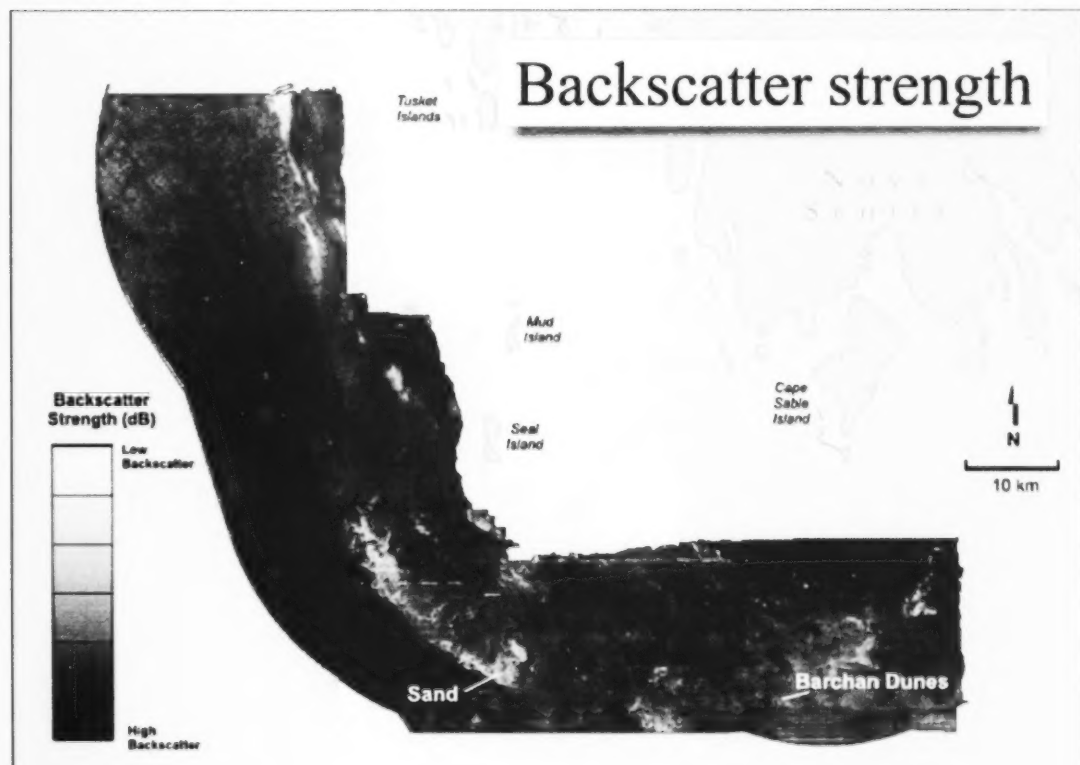 Backscatter strength
Tusket
Islands
Mud
Island
Cape
Sable
Island
Seal
Island
N
10 km
Backscatter
Strength (dB)
Low
Backscatter
High
Backscatter
Sand
Barchan Dunes